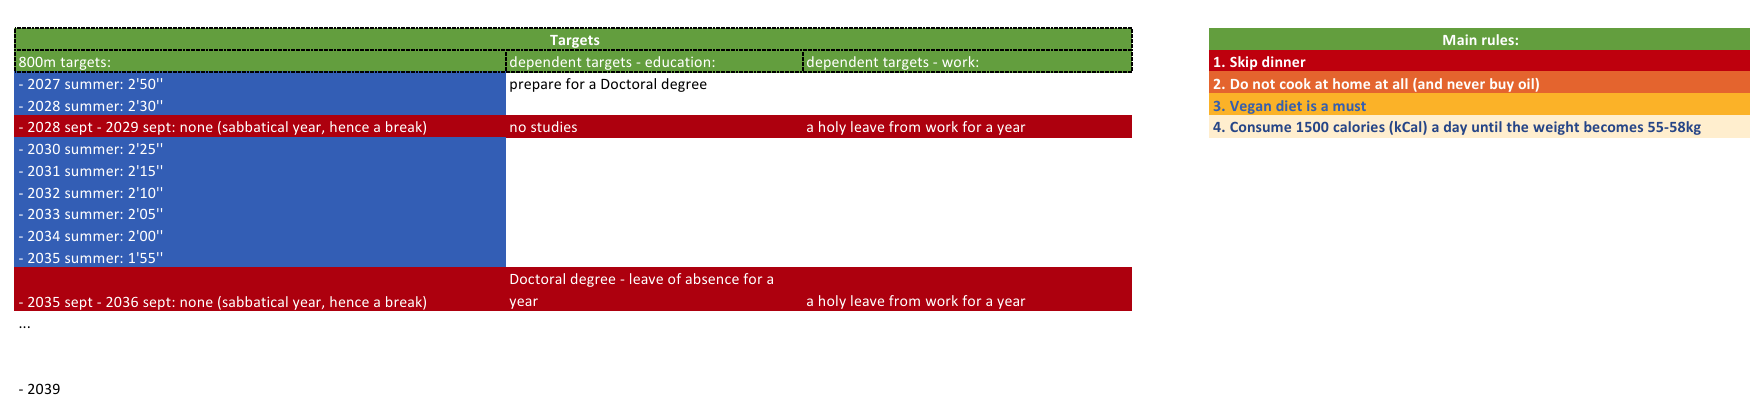 Targets
Main rules:
800m targets:
dependent targets - education:
dependent targets - work:
1. Skip dinner
- 2027 summer: 2'50''
prepare for a Doctoral degree
2. Do not cook at home at all (and never buy oil)
- 2028 summer: 2'30''
3. Vegan diet is a must
- 2028 sept - 2029 sept: none (sabbatical year, hence a break)
no studies
a holy leave from work for a year
4. Consume 1500 calories (kCal) a day until the weight becomes 55-58kg
- 2030 summer: 2'25''
- 2031 summer: 2'15''
- 2032 summer: 2'10''
- 2033 summer: 2'05''
- 2034 summer: 2'00''
- 2035 summer: 1'55''
- 2035 sept - 2036 sept: none (sabbatical year, hence a break)
Doctoral degree - leave of absence for a
year
a holy leave from work for a year
...
- 2039